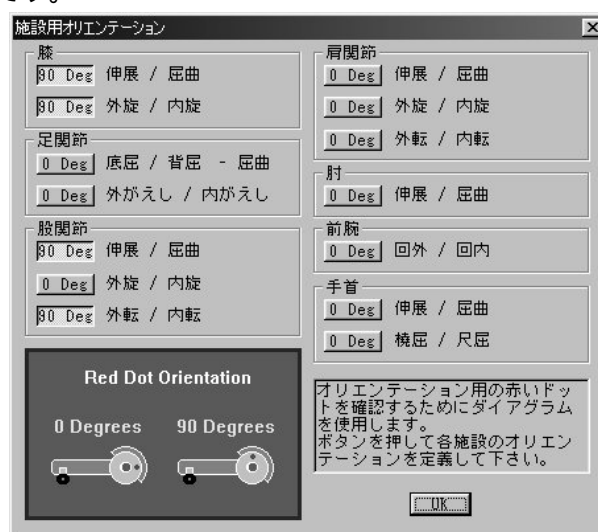 です。
施設用オリエンテーション
膝
90 Deg 伸展 / 屈曲
90 Deg 外旋 / 内旋
足関節
0 Deg 底屈 / 背屈 - 屈曲
0 Deg 外がえし / 内がえし
股関節
90 Deg 伸展 / 屈曲
0 Deg 外旋 / 内旋
90 Deg 外転 / 内転
肩関節
0 Deg 伸展 / 屈曲
0 Deg 外旋 / 内旋
0 Deg 外転 / 内転
肘
0 Deg 伸展 / 屈曲
前腕
0 Deg 回外 / 回内
手首
0 Deg 伸展 / 屈曲
0 Deg 橈屈 / 尺屈
Red Dot Orientation
0 Degrees 90 Degrees
オリエンテーション用の赤いドッ
トを確認するためにダイアグラム
を使用します。
ボタンを押して各施設のオリエン
テーションを定義して下さい。
OK